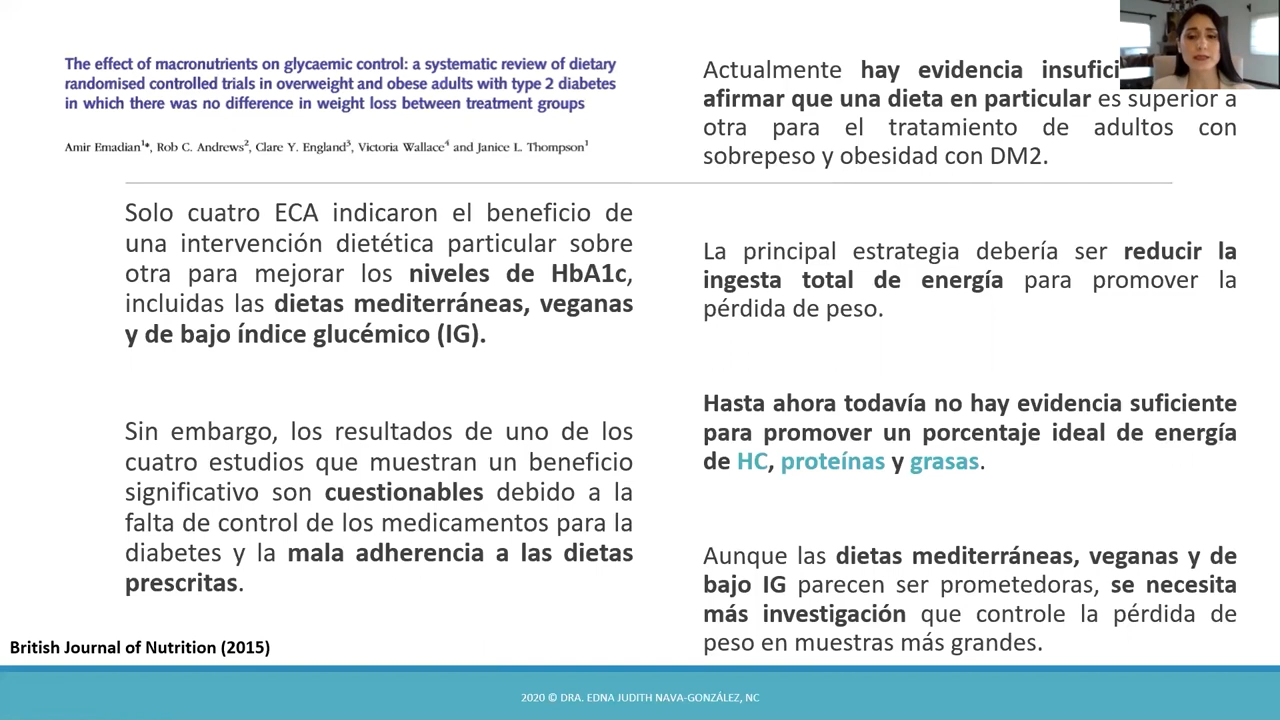 The effect of macronutrients on glycaemic control: a systematic review of dietary
randomised controlled trials in overweight and obese adults with type 2 diabetes
in which there was no difference in weight loss between treatment groups
Amir Emadian1*, Rob C. Andrews2, Clare Y. England3, Victoria Wallace4 and Janice L. Thompson1
Solo cuatro ECA indicaron el beneficio de
una intervención dietética particular sobre
otra para mejorar los niveles de HbA1c,
incluidas las dietas mediterráneas, veganas
y de bajo índice glucémico (IG).
Sin embargo, los resultados de uno de los
cuatro estudios que muestran un beneficio
significativo son cuestionables debido a la
falta de control de los medicamentos para la
diabetes y la mala adherencia a las dietas
prescritas.
British Journal of Nutrition (2015)
Actualmente hay evidencia
afirmar que una dieta en particular es superior a
otra para el tratamiento de adultos con
sobrepeso y obesidad con DM2.
La principal estrategia debería ser reducir la
ingesta total de energía para promover la
pérdida de peso.
Hasta ahora todavía no hay evidencia suficiente
para promover un porcentaje ideal de energía
de HC, proteínas y grasas.
Aunque las dietas mediterráneas, veganas y de
bajo IG parecen ser prometedoras, se necesita
más investigación que controle la pérdida de
peso en muestras más grandes.
2020 © DRA. EDNA JUDITH NAVA-GONZÁLEZ, NC